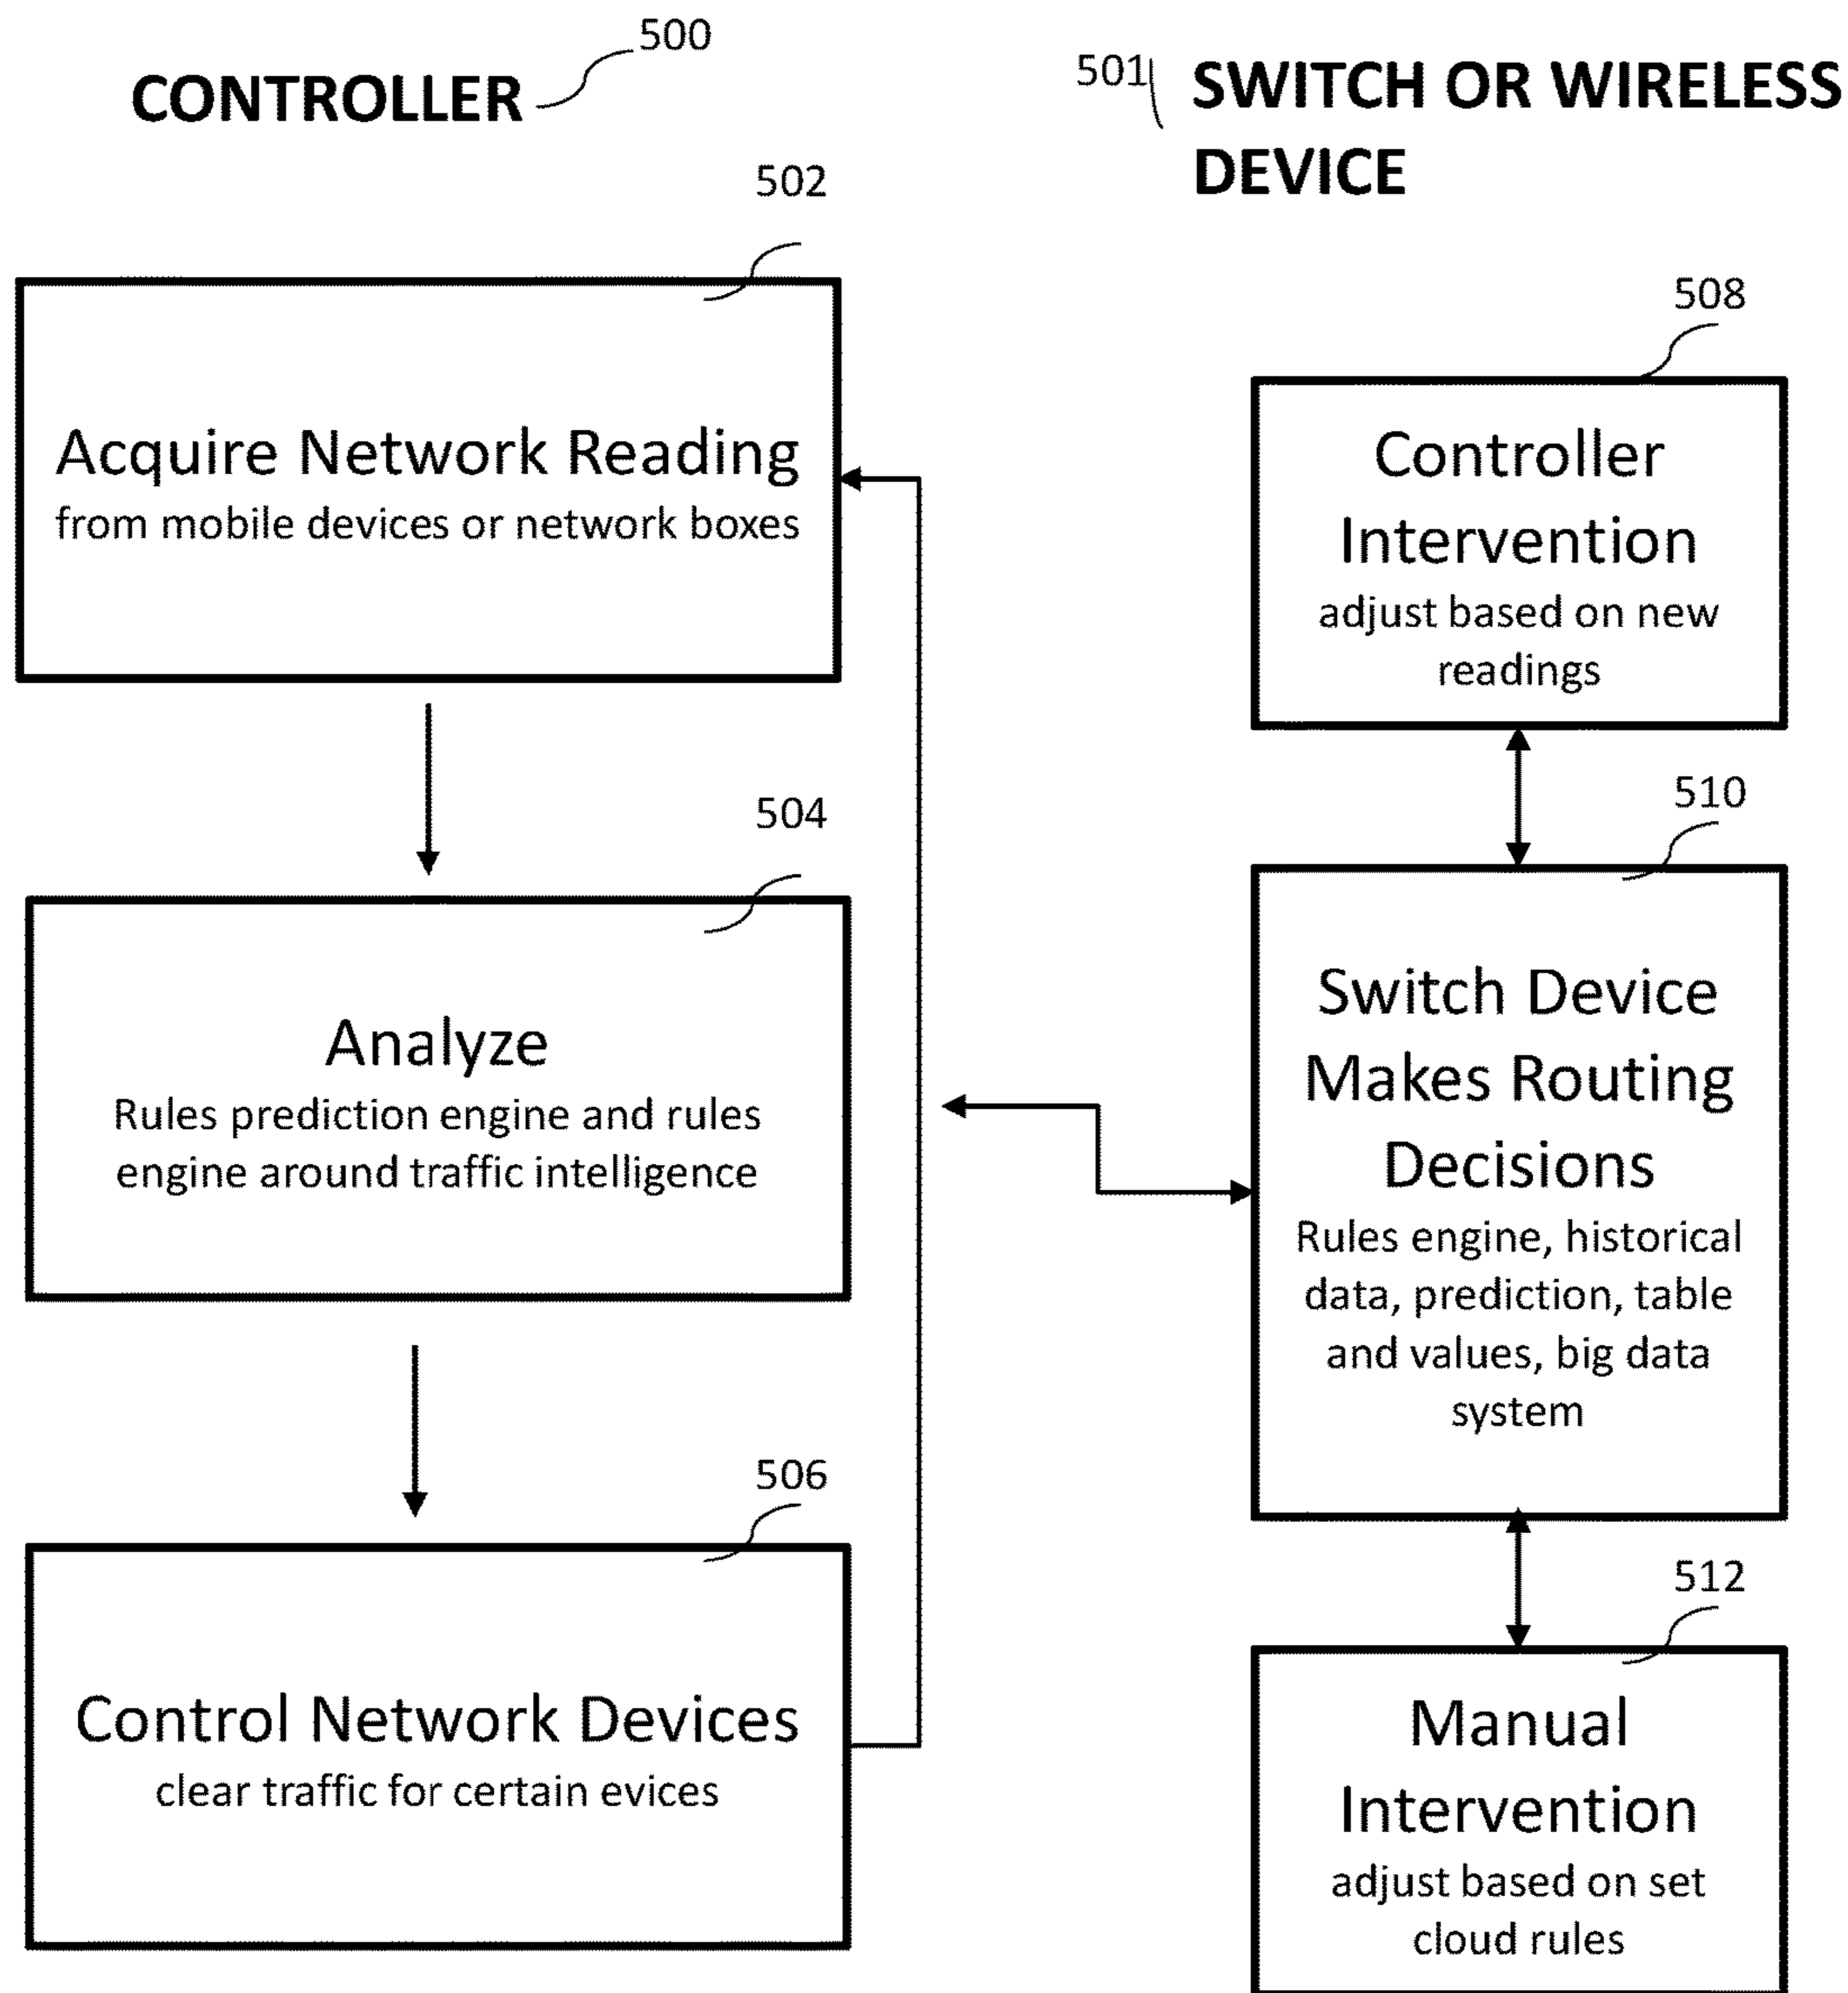 CONTROLLER
500
502
Acquire Network Reading
from mobile devices or network boxes
504
Analyze
Rules prediction engine and rules
engine around traffic intelligence
506
Control Network Devices
clear traffic for certain evices
501
SWITCH OR WIRELESS
DEVICE
508
Controller
Intervention
adjust based on new
readings
510
Switch Device
Makes Routing
Decisions
Rules engine, historical
data, prediction, table
and values, big data
system
512
Manual
Intervention
adjust based on set
cloud rules